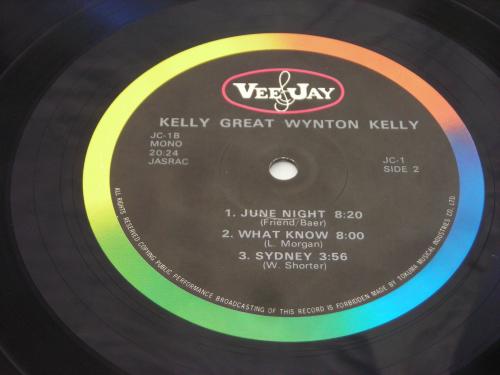 VEE JAY
KELLY GREAT WYNTON KELLY
JC-1B
MONO
20:24
JASRAC
JC-1
SIDE 2
1. JUNE NIGHT 8:20
(Friend/Baer)
2. WHAT KNOW 8:00
(L. Morgan)
3. SYDNEY 3:56
(W. Shorter)
ALL RIGHTS RESERVED COPYING PUBLIC PERFORMANCE BROADCASTING OF THIS RECORD IS FORBIDDEN MADE BY TOKUMA MUSICAL INDUSTRIES CO. LTD.